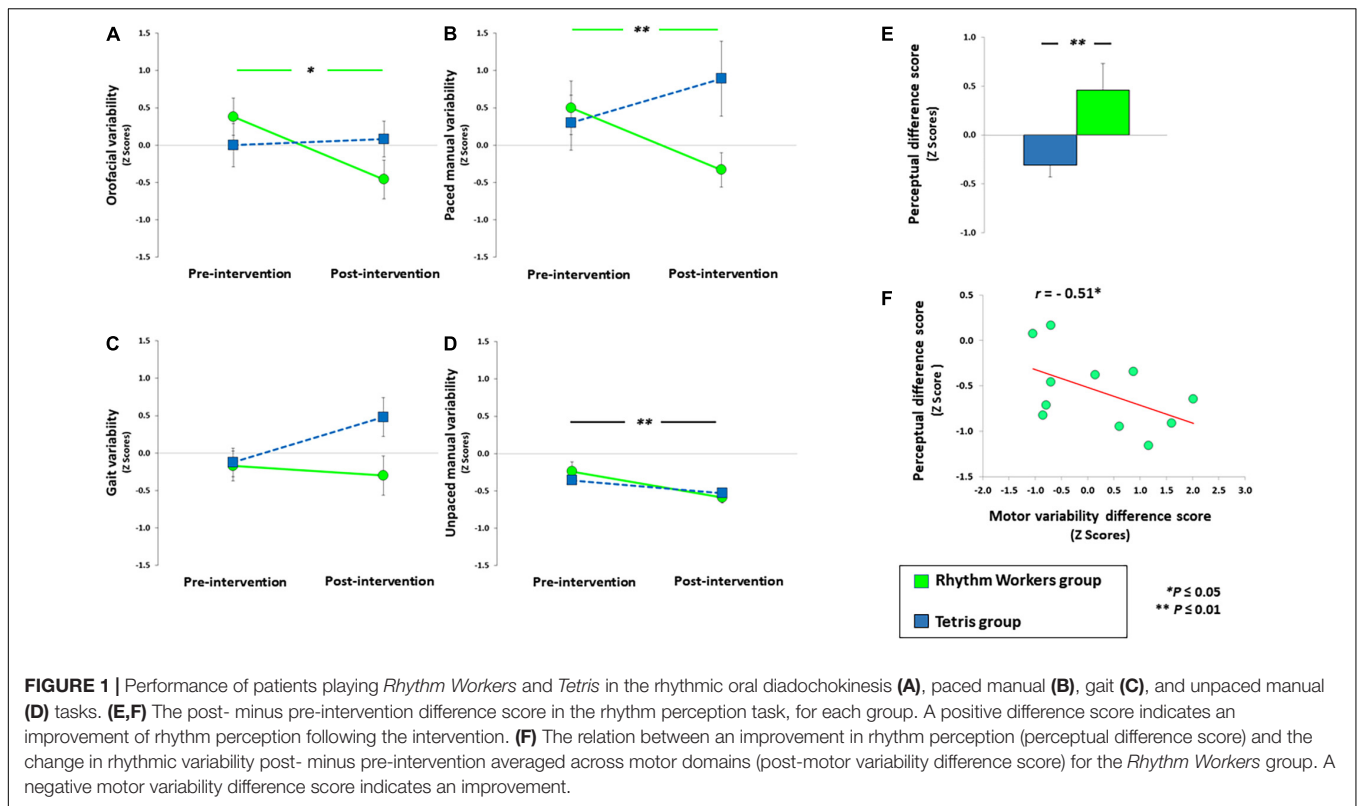 A
Orofacial variability
(Z Scores)
1.5
1.0
0.5
0.0
-0.5
-1.0
-1.5
*
Pre-intervention Post-intervention
B
Paced manual variability
(Z Scores)
1.5
1.0
0.5
0.0
-0.5
-1.0
-1.5
**
Pre-intervention Post-intervention
E
Perceptual difference score
(Z Scores)
1.0
0.5
0.0
-0.5
-1.0
**
C
Gait variability
(Z Scores)
1.5
1.0
0.5
0.0
-0.5
-1.0
-1.5
Pre-intervention Post-intervention
D
Unpaced manual variability
(Z Scores)
1.5
1.0
0.5
0.0
-0.5
-1.0
-1.5
**
Pre-intervention Post-intervention
F
r = - 0.51*
Perceptual difference score
(Z Score )
0.5
0.0
-0.5
-1.0
-1.5
-2.0 -1.5 -1.0 -0.5 0.0 0.5 1.0 1.5 2.0 2.5 3.0
Motor variability difference score
(Z Scores)
Rhythm Workers group
Tetris group
*P ≤ 0.05
** P ≤ 0.01
FIGURE 1 | Performance of patients playing Rhythm Workers and Tetris in the rhythmic oral diadochokinesis (A), paced manual (B), gait (C), and unpaced manual
(D) tasks. (E,F) The post- minus pre-intervention difference score in the rhythm perception task, for each group. A positive difference score indicates an
improvement of rhythm perception following the intervention. (F) The relation between an improvement in rhythm perception (perceptual difference score) and the
change in rhythmic variability post- minus pre-intervention averaged across motor domains (post-motor variability difference score) for the Rhythm Workers group. A
negative motor variability difference score indicates an improvement.